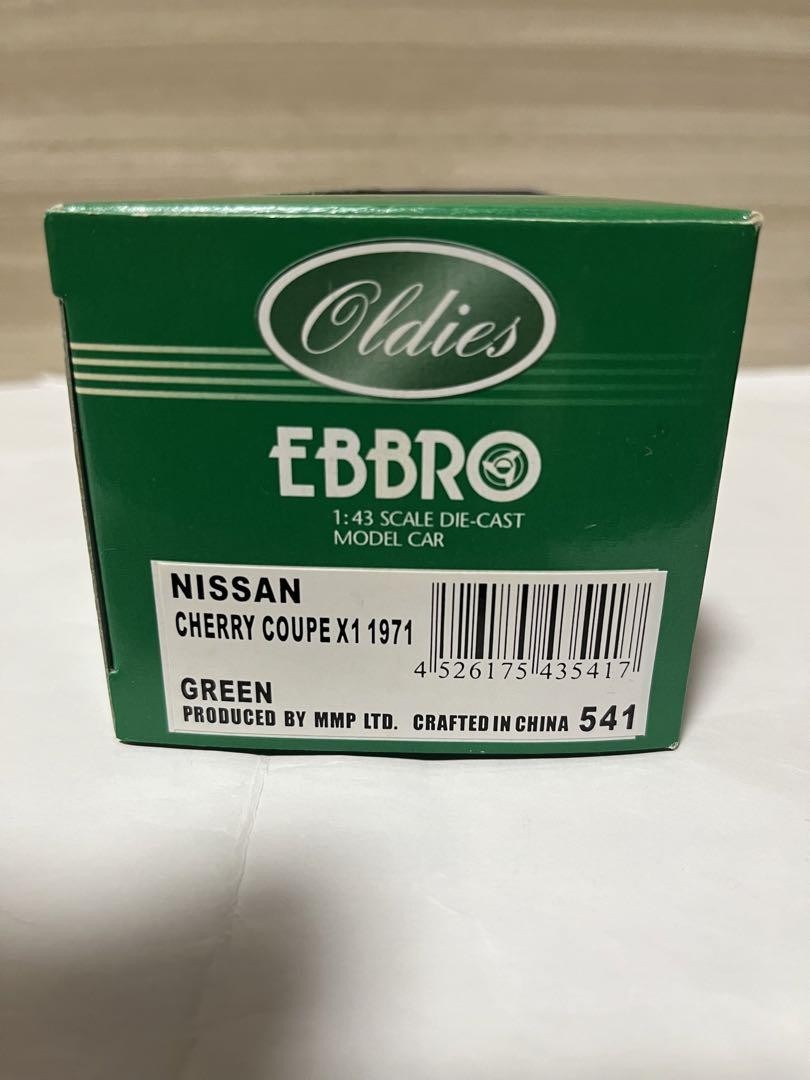 Oldies
EBBRO
1:43 SCALE DIE-CAST
MODEL CAR
NISSAN
CHERRY COUPE X1 1971
4 526175 435417
GREEN
PRODUCED BY MMP LTD. CRAFTED IN CHINA 541